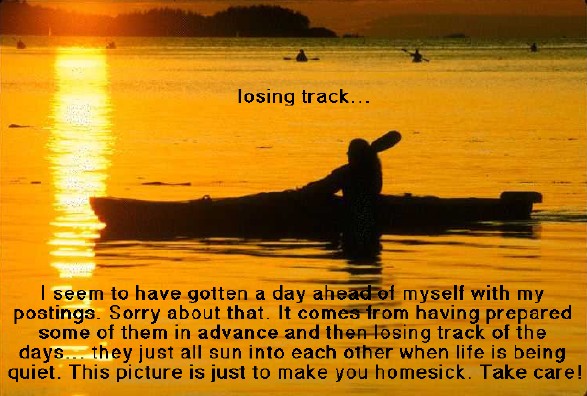 losing track...
I seem to have gotten a day ahead of myself with my
postings. Sorry about that. It comes from having prepared
some of them in advance and then losing track of the
days... they just all sun into each other when life is being
quiet. This picture is just to make you homesick. Take care!